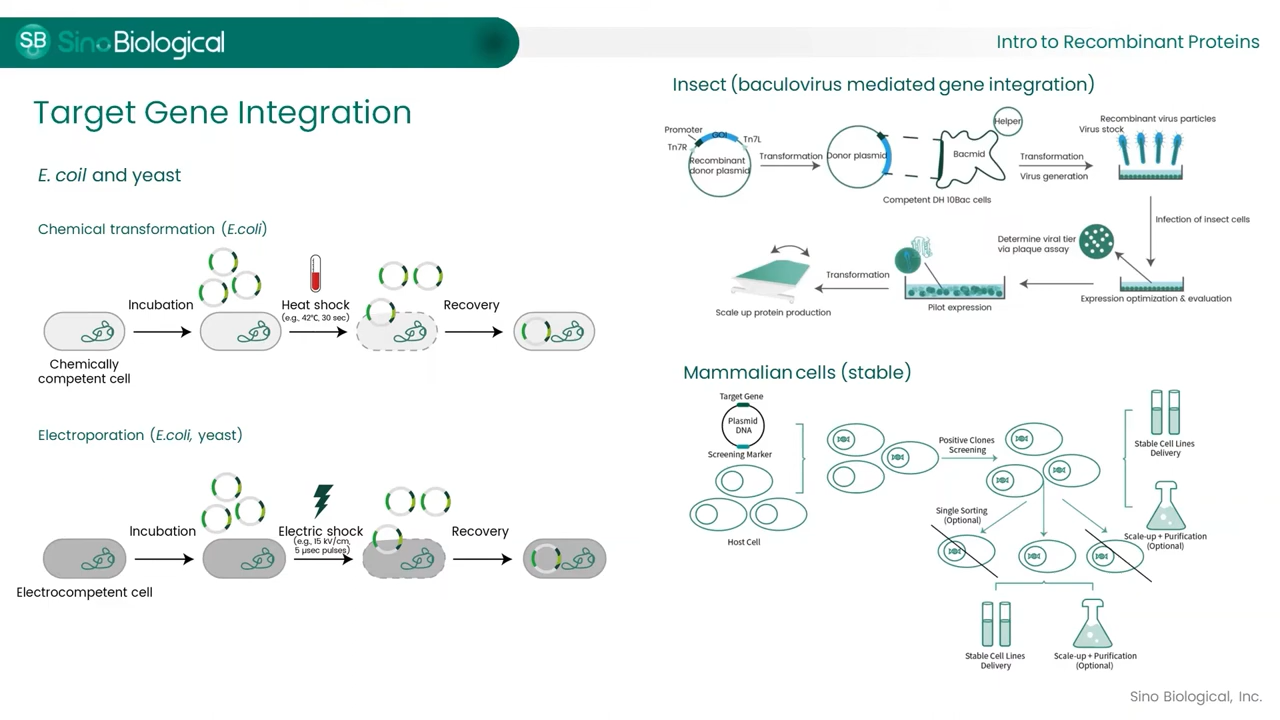 SB SinoBiological
Intro to Recombinant Proteins
Target Gene Integration
E. coil and yeast
Chemical transformation (E.coli)
Incubation
Heat shock
(e.g., 42°C, 30 sec)
Recovery
Chemically
competent cell
Electroporation (E.coli, yeast)
Incubation
Electric shock
(e.g., 15 kV/cm,
5 μsec pulses)
Recovery
Electrocompetent cell
Insect (baculovirus mediated gene integration)
Promoter
GOI
Tn7L
Tn7R
Recombinant
donor plasmid
Transformation
Donor plasmid
Helper
Bacmid
Competent DH 10Bac cells
Transformation
Virus generation
Recombinant virus particles
Virus stock
Infection of insect cells
Determine viral tier
via plaque assay
Expression optimization & evaluation
Pilot expression
Transformation
Scale up protein production
Mammalian cells (stable)
Target Gene
Plasmid
DNA
Screening Marker
Host Cell
Positive Clones
Screening
Single Sorting
(Optional)
Stable Cell Lines
Delivery
Scale-up + Purification
(Optional)
Stable Cell Lines
Delivery
Scale-up + Purification
(Optional)
Sino Biological, Inc.